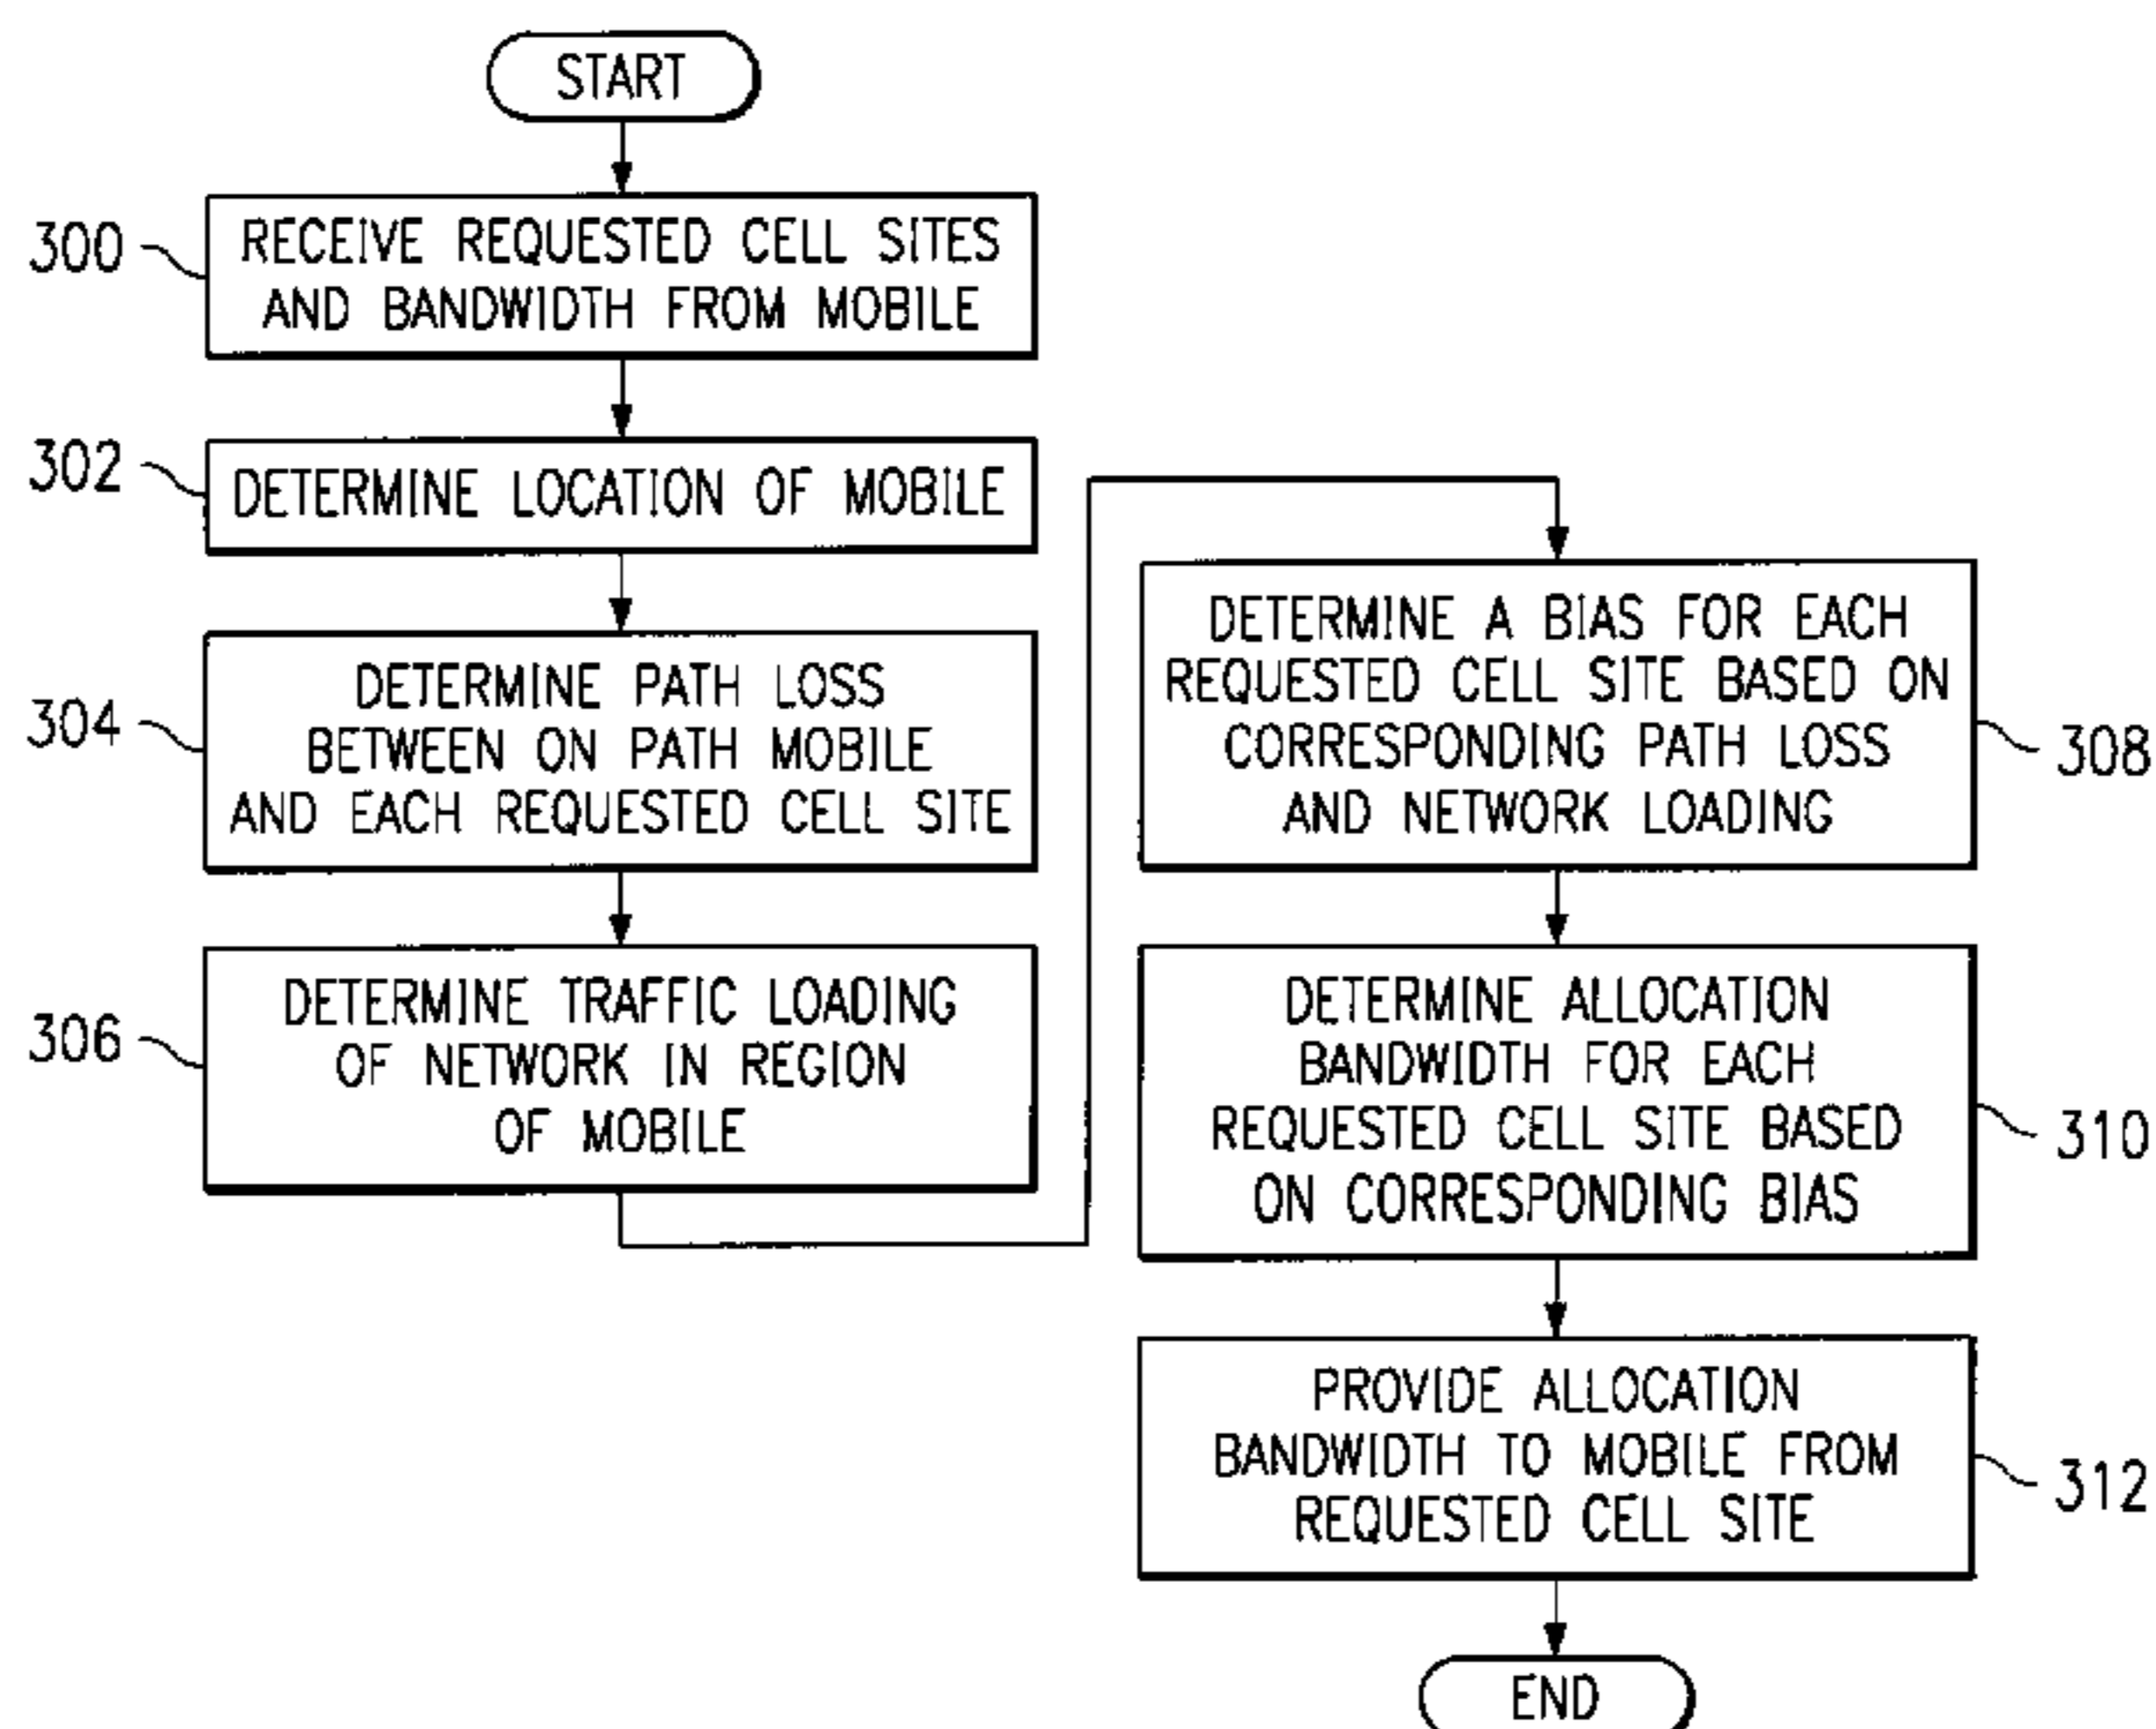 START
300
RECEIVE REQUESTED CELL SITES
AND BANDWIDTH FROM MOBILE
302
DETERMINE LOCATION OF MOBILE
304
DETERMINE PATH LOSS
BETWEEN ON PATH MOBILE
AND EACH REQUESTED CELL SITE
306
DETERMINE TRAFFIC LOADING
OF NETWORK IN REGION
OF MOBILE
DETERMINE A BIAS FOR EACH
REQUESTED CELL SITE BASED ON
CORRESPONDING PATH LOSS
AND NETWORK LOADING
308
DETERMINE ALLOCATION
BANDWIDTH FOR EACH
REQUESTED CELL SITE BASED
ON CORRESPONDING BIAS
310
PROVIDE ALLOCATION
BANDWIDTH TO MOBILE FROM
REQUESTED CELL SITE
312
END